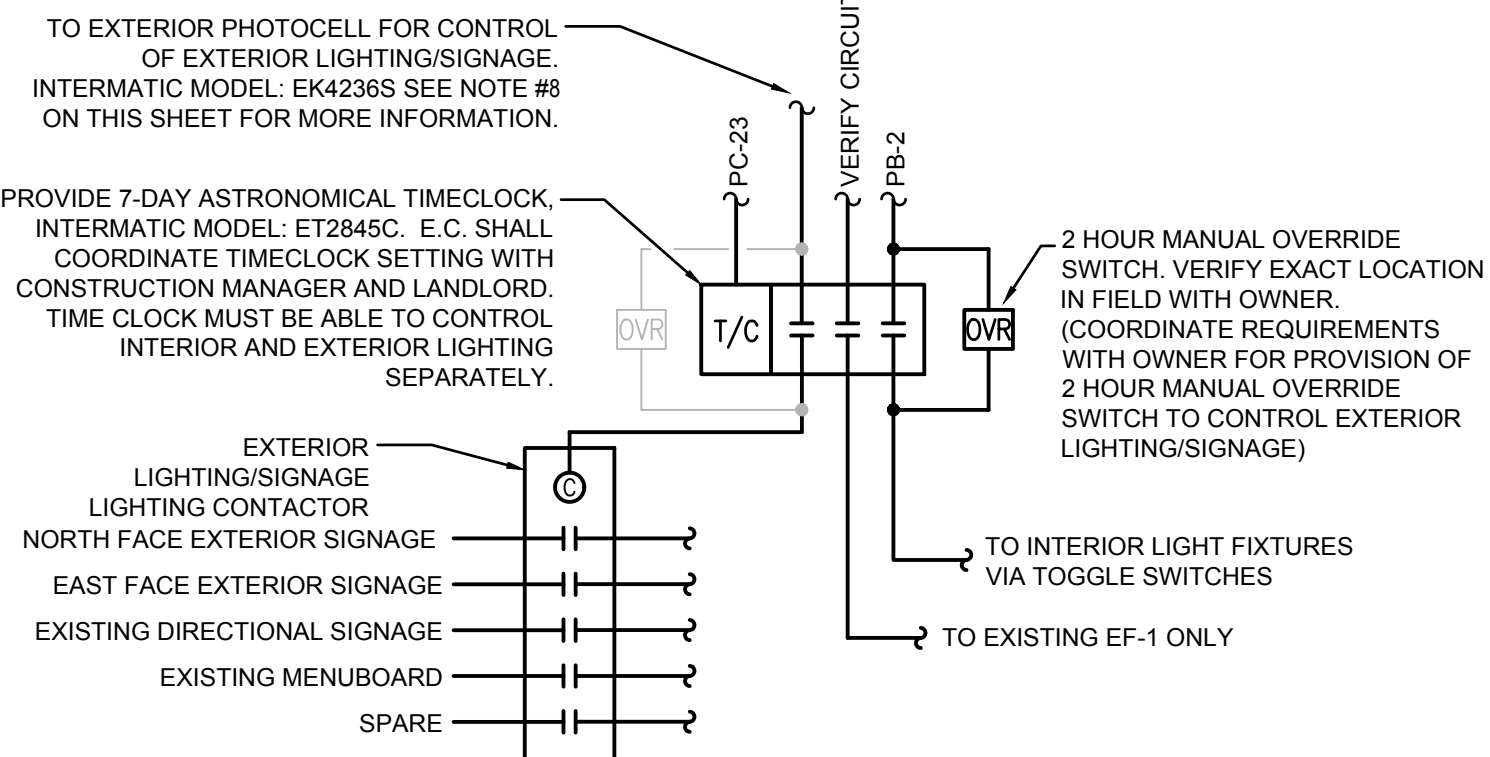 TO EXTERIOR PHOTOCELL FOR CONTROL
OF EXTERIOR LIGHTING/SIGNAGE.
INTERMATIC MODEL: EK4236S SEE NOTE #8
ON THIS SHEET FOR MORE INFORMATION.
PC-23
VERIFY CIRCUIT
PB-2
PROVIDE 7-DAY ASTRONOMICAL TIMECLOCK,
INTERMATIC MODEL: ET2845C. E.C. SHALL
COORDINATE TIMECLOCK SETTING WITH
CONSTRUCTION MANAGER AND LANDLORD.
TIME CLOCK MUST BE ABLE TO CONTROL
INTERIOR AND EXTERIOR LIGHTING
SEPARATELY.
OVR
T/C
OVR
2 HOUR MANUAL OVERRIDE
SWITCH. VERIFY EXACT LOCATION
IN FIELD WITH OWNER.
(COORDINATE REQUIREMENTS
WITH OWNER FOR PROVISION OF
2 HOUR MANUAL OVERRIDE
SWITCH TO CONTROL EXTERIOR
LIGHTING/SIGNAGE)
EXTERIOR
LIGHTING/SIGNAGE
LIGHTING CONTACTOR
C
NORTH FACE EXTERIOR SIGNAGE
EAST FACE EXTERIOR SIGNAGE
EXISTING DIRECTIONAL SIGNAGE
EXISTING MENUBOARD
SPARE
TO INTERIOR LIGHT FIXTURES
VIA TOGGLE SWITCHES
TO EXISTING EF-1 ONLY